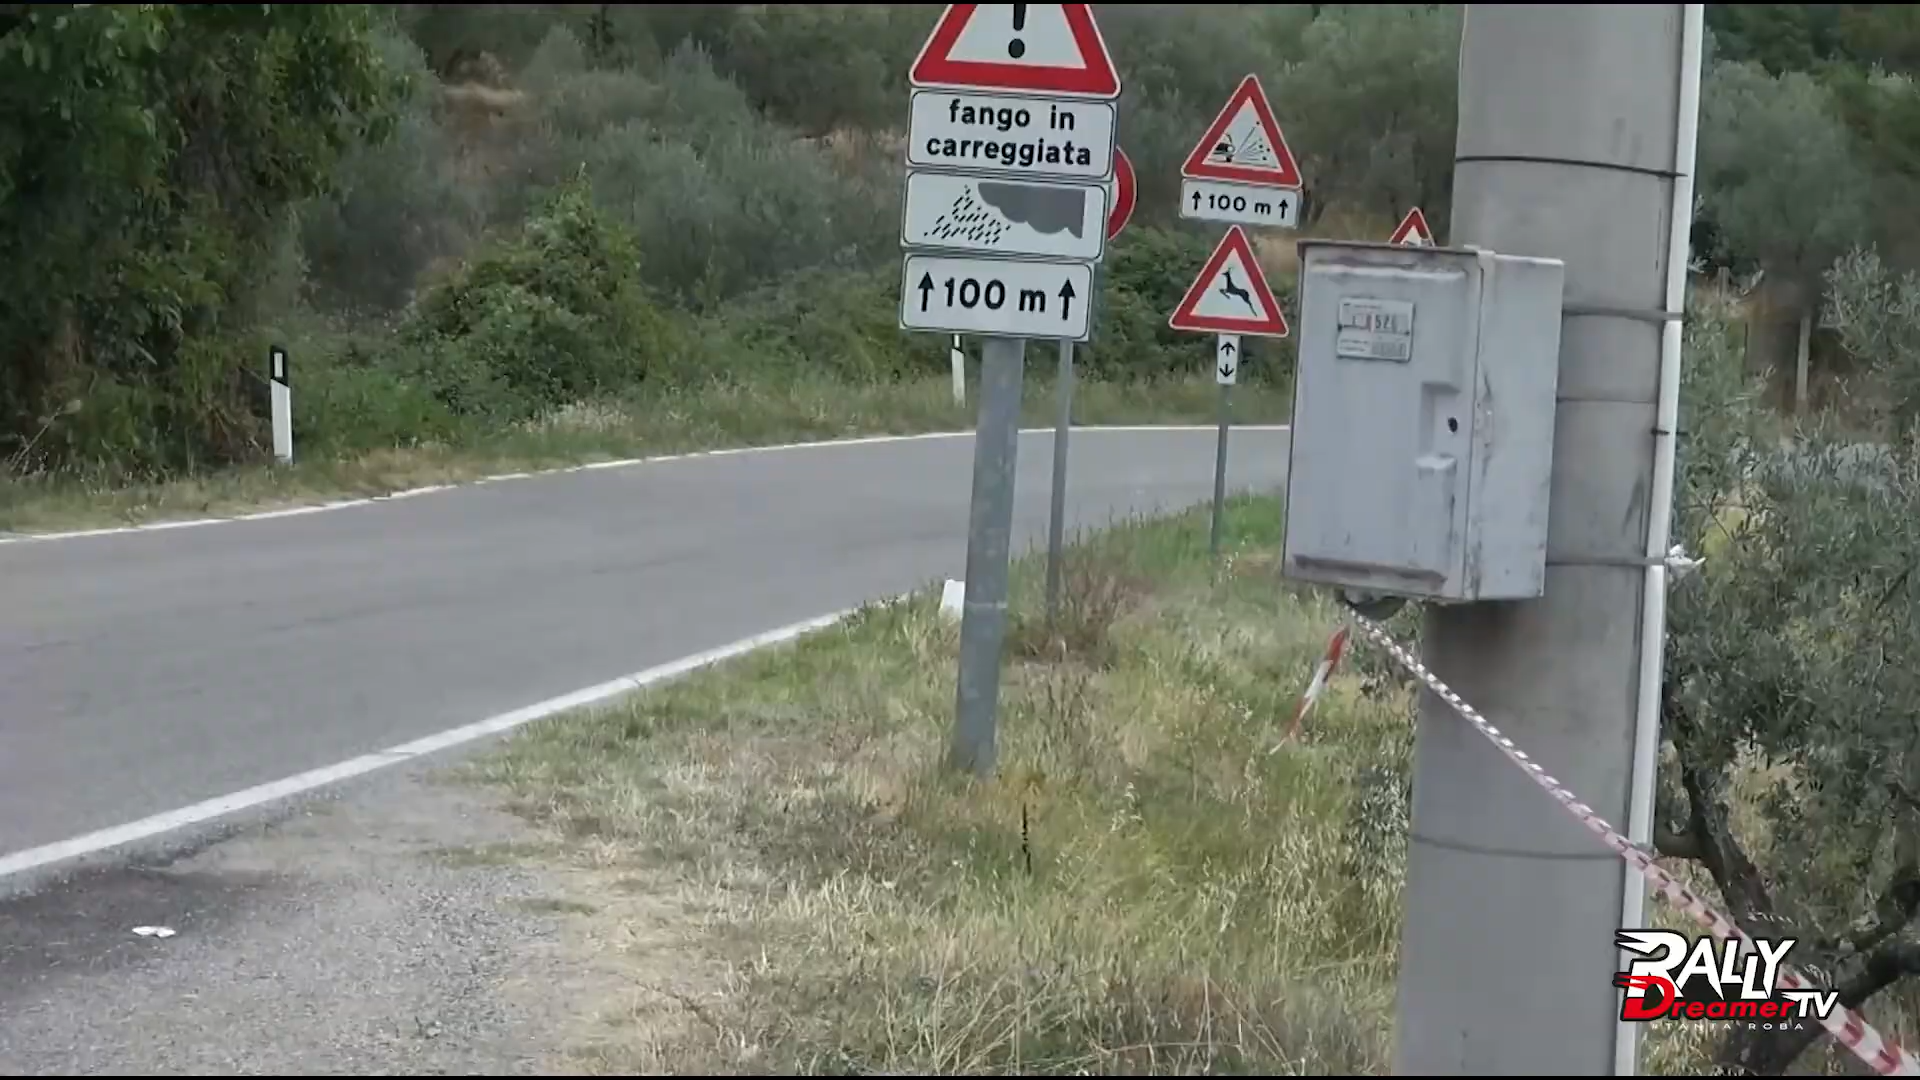 !
fango in
carreggiata
↑ 100 m ↑
↑ 100 m ↑
RALLY
Dreamer TV